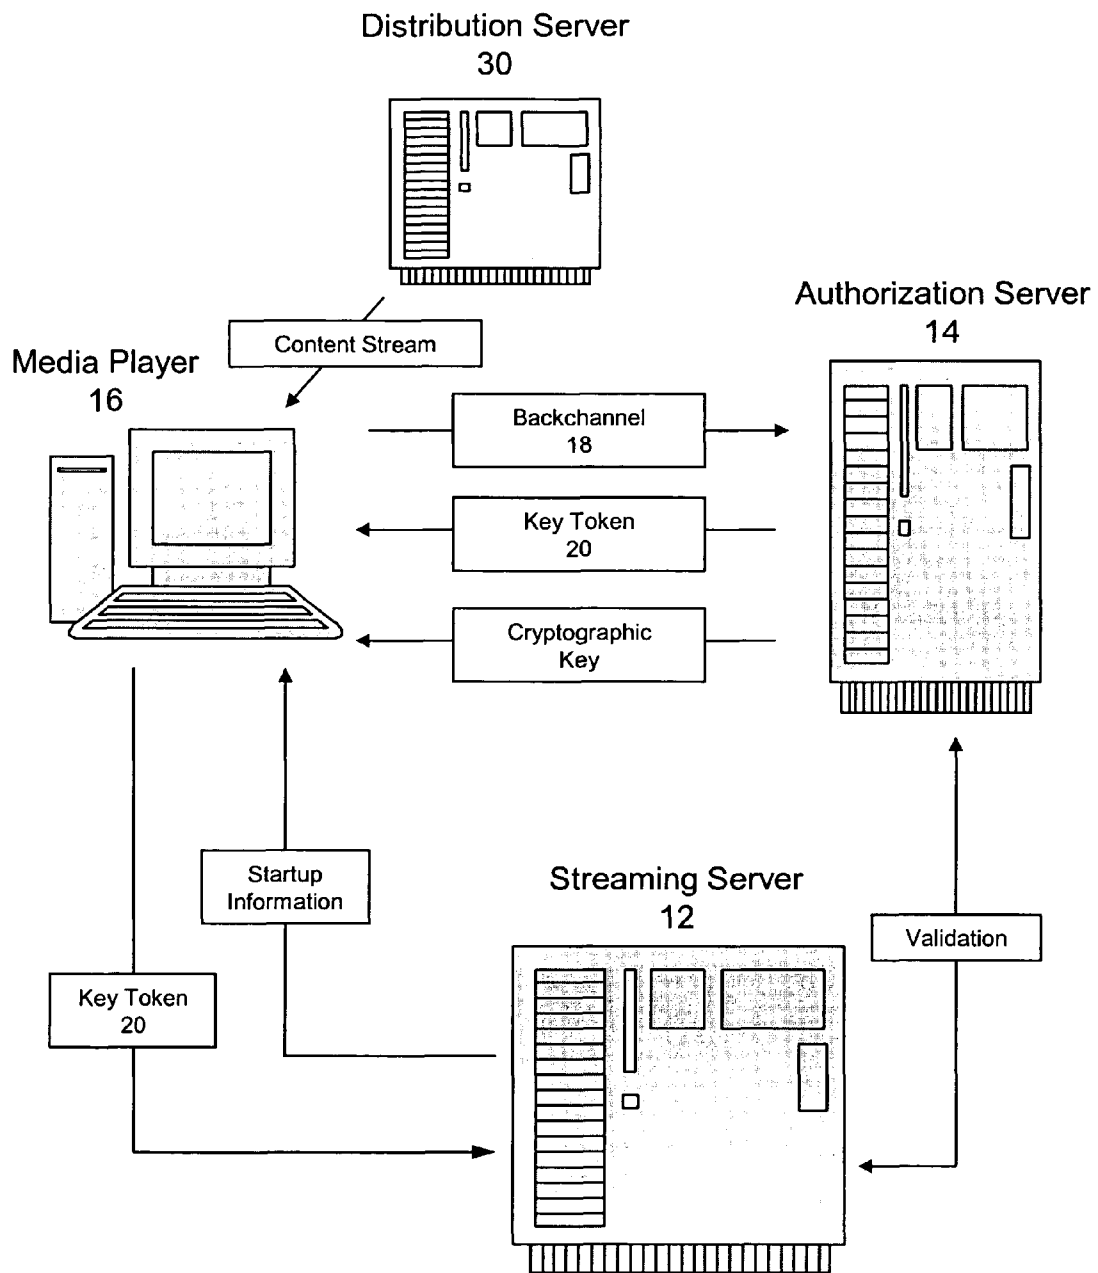 Distribution Server
30
Authorization Server
14
Content Stream
Media Player
16
Backchannel
18
Key Token
20
Cryptographic
Key
Startup
Information
Streaming Server
12
Validation
Key Token
20